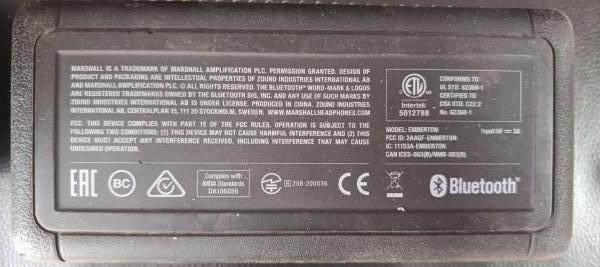 MARSHALL IS A TRADEMARK OF MARSHALL AMPLIFICATION PLC. PERMISSION GRANTED. DESIGN OF
PRODUCT AND PACKAGING ARE INTELLECTUAL PROPERTIES OF ZOUND INDUSTRIES INTERNATIONAL AB
AND MARSHALL AMPLIFICATION PLC. © ALL RIGHTS RESERVED. THE BLUETOOTH® WORD-MARK & LOGOS
ARE REGISTERED TRADEMARKS OWNED BY THE BLUETOOTH SIG, INC. AND ANY USE OF SUCH MARKS BY
ZOUND INDUSTRIES INTERNATIONAL AB IS UNDER LICENSE. PRODUCED IN CHINA. ZOUND INDUSTRIES
INTERNATIONAL AB, CENTRALPLAN 15, 111 20 STOCKHOLM, SWEDEN. WWW.MARSHALLHEADPHONES.COM
FCC: THIS DEVICE COMPLIES WITH PART 15 OF THE FCC RULES. OPERATION IS SUBJECT TO THE
FOLLOWING TWO CONDITIONS: (1) THIS DEVICE MAY NOT CAUSE HARMFUL INTERFERENCE AND (2) THIS
DEVICE MUST ACCEPT ANY INTERFERENCE RECEIVED, INCLUDING INTERFERENCE THAT MAY CAUSE
UNDESIRED OPERATION.
ETL
Intertek
5012798
CONFORMS TO
UL STD. 62368-1
CERTIFIED TO
CSA STD. C22.2
No. 62368-1
MODEL: EMBERTON Input:5V ⎓ 3A
FCC ID: 2AAGF-EMBERTON
IC: 11153A-EMBERTON
CAN ICES-003(B)/NMB-003(B)
EAC
BC
Complies with
IMDA Standards
DA106056
R 208-200036
CE
Bluetooth®